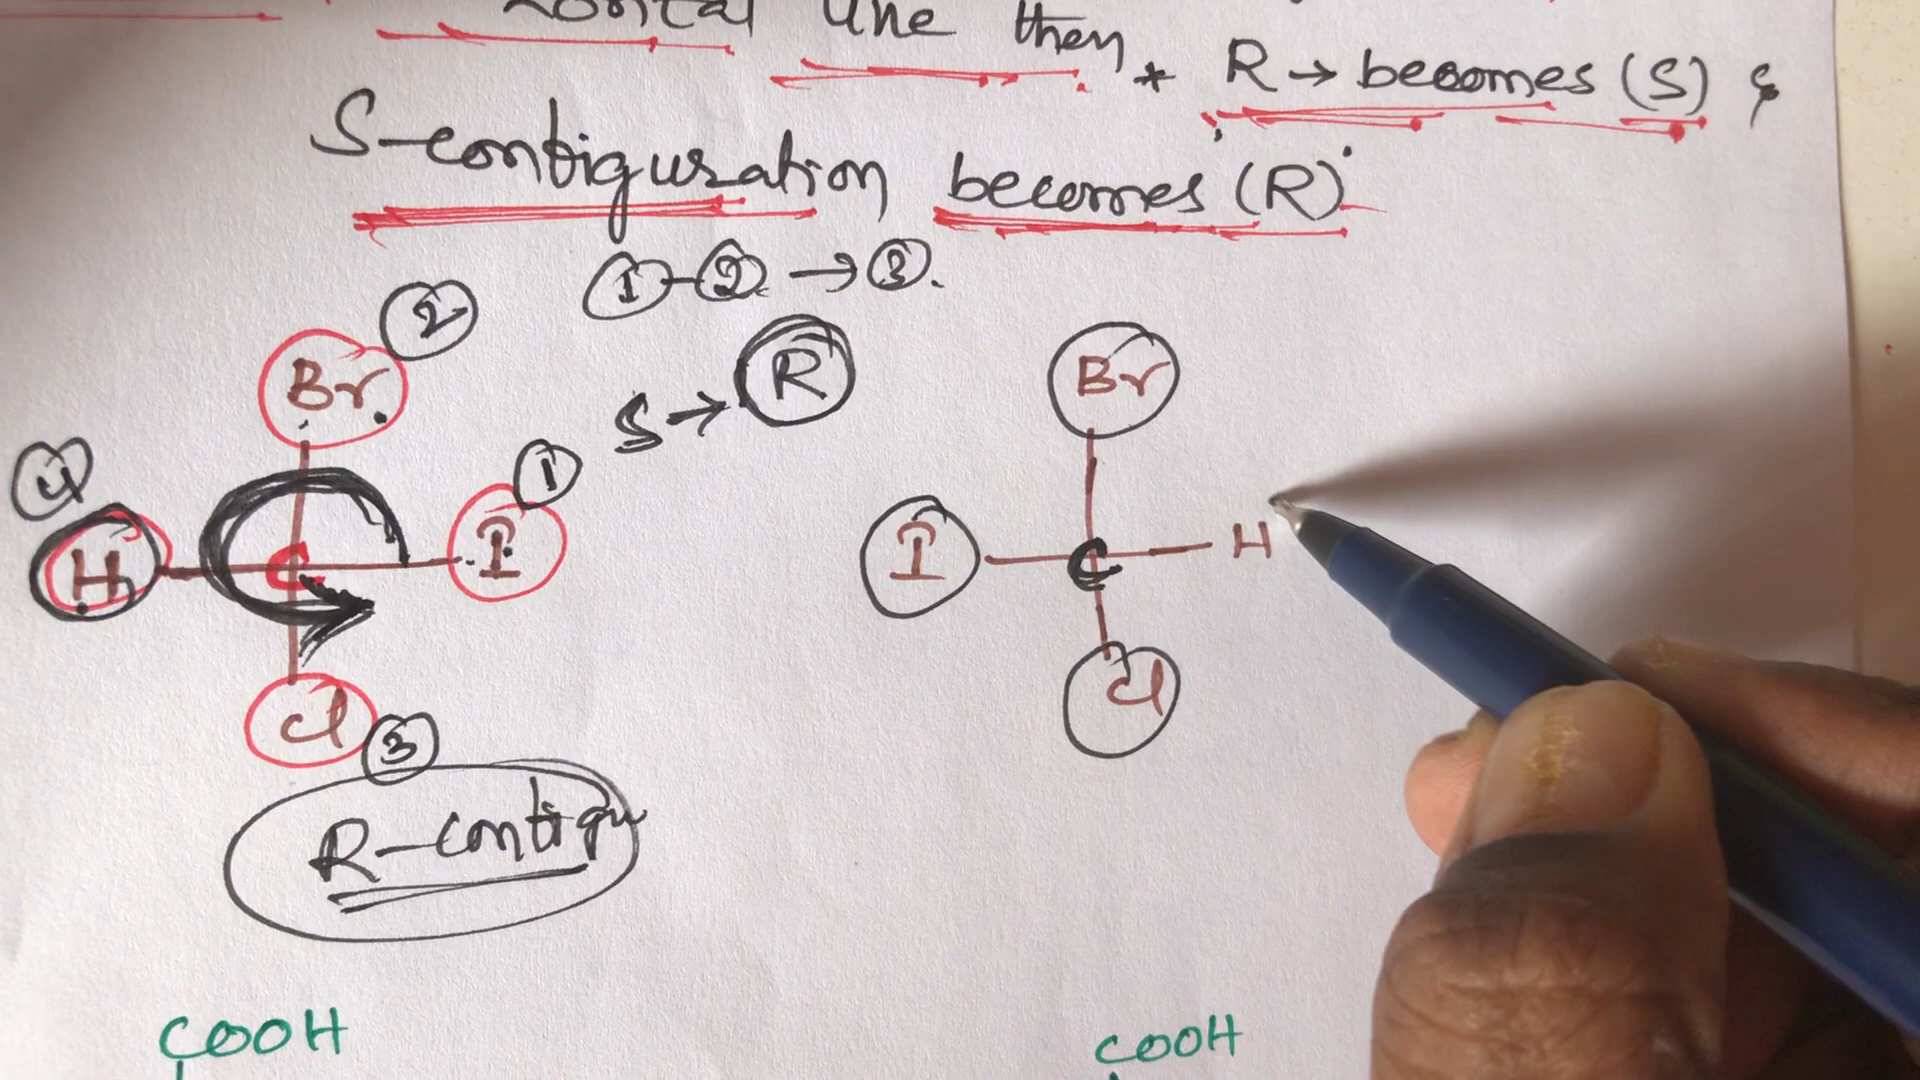 zontal line then * R → becomes (S) &
S-configuration becomes (R)
① - ② → ③.
Br ②
S → R
④ H C I ①
Cl ③
R-configu
Br
I C H
Cl
COOH COOH